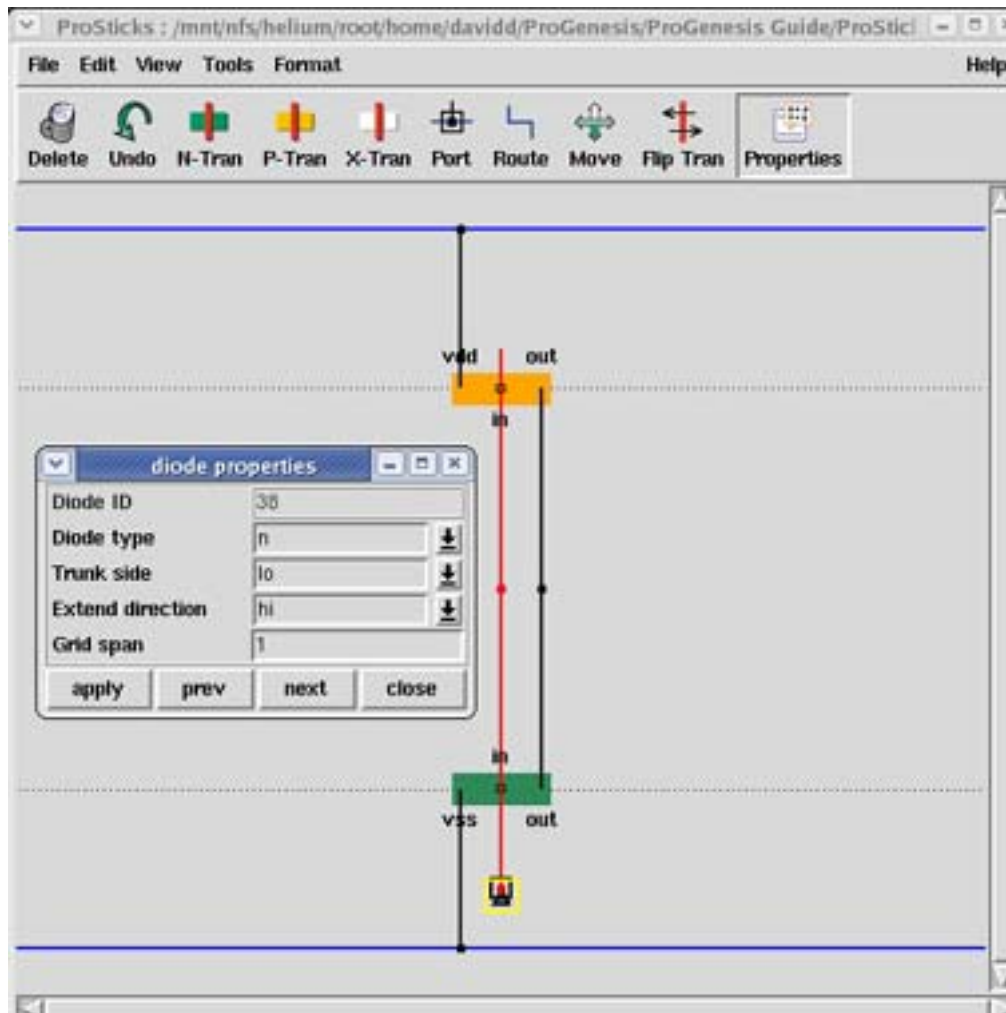 ProSticks : /mnt/nfs/helium/root/home/davidd/ProGenesis/ProGenesis Guide/ProStic
File Edit View Tools Format Help
Delete Undo N-Tran P-Tran X-Tran Port Route Move Flip Tran Properties
vdd out
in
diode properties
Diode ID 38
Diode type n
Trunk side lo
Extend direction hi
Grid span 1
apply prev next close
in
vss out